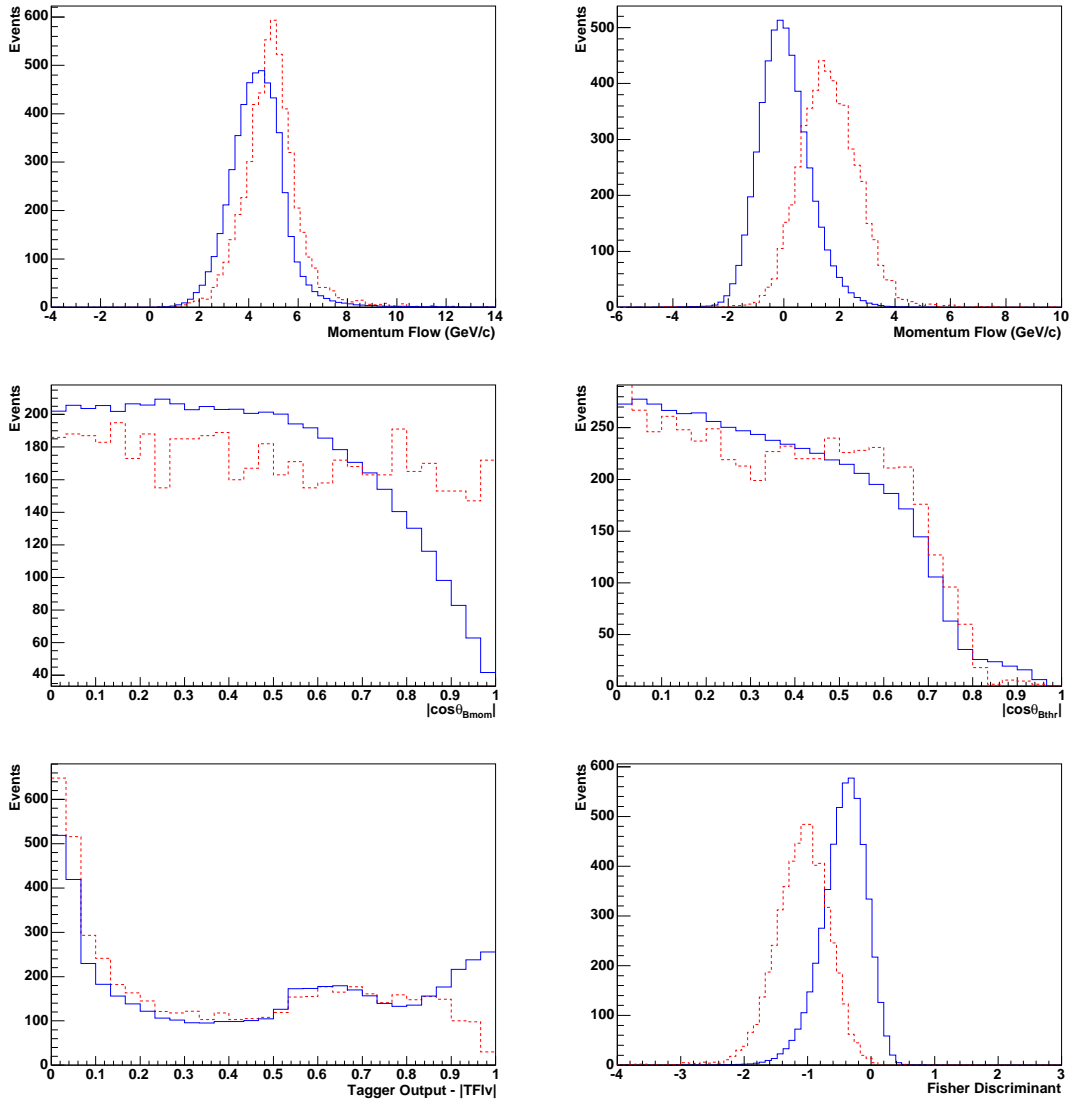 Events
600
500
400
300
200
100
0
-4 -2 0 2 4 6 8 10 12 14
Momentum Flow (GeV/c)
Events
500
400
300
200
100
0
-6 -4 -2 0 2 4 6 8 10
Momentum Flow (GeV/c)
Events
200
180
160
140
120
100
80
60
40
0 0.1 0.2 0.3 0.4 0.5 0.6 0.7 0.8 0.9 1
|cosθBmom|
Events
250
200
150
100
50
0
0 0.1 0.2 0.3 0.4 0.5 0.6 0.7 0.8 0.9 1
|cosθBthr|
Events
600
500
400
300
200
100
0
0 0.1 0.2 0.3 0.4 0.5 0.6 0.7 0.8 0.9 1
Tagger Output - |TFlv|
Events
600
500
400
300
200
100
0
-4 -3 -2 -1 0 1 2 3
Fisher Discriminant